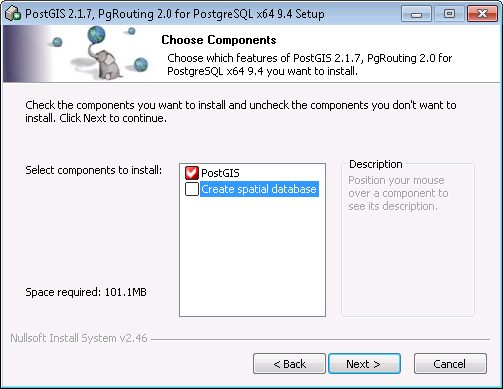 PostGIS 2.1.7, PgRouting 2.0 for PostgreSQL x64 9.4 Setup
Choose Components
Choose which features of PostGIS 2.1.7, PgRouting 2.0 for
PostgreSQL x64 9.4 you want to install.
Check the components you want to install and uncheck the components you don't want to
install. Click Next to continue.
Select components to install:
PostGIS
Create spatial database
Description
Position your mouse
over a component to
see its description.
Space required: 101.1MB
Nullsoft Install System v2.46
< Back
Next >
Cancel